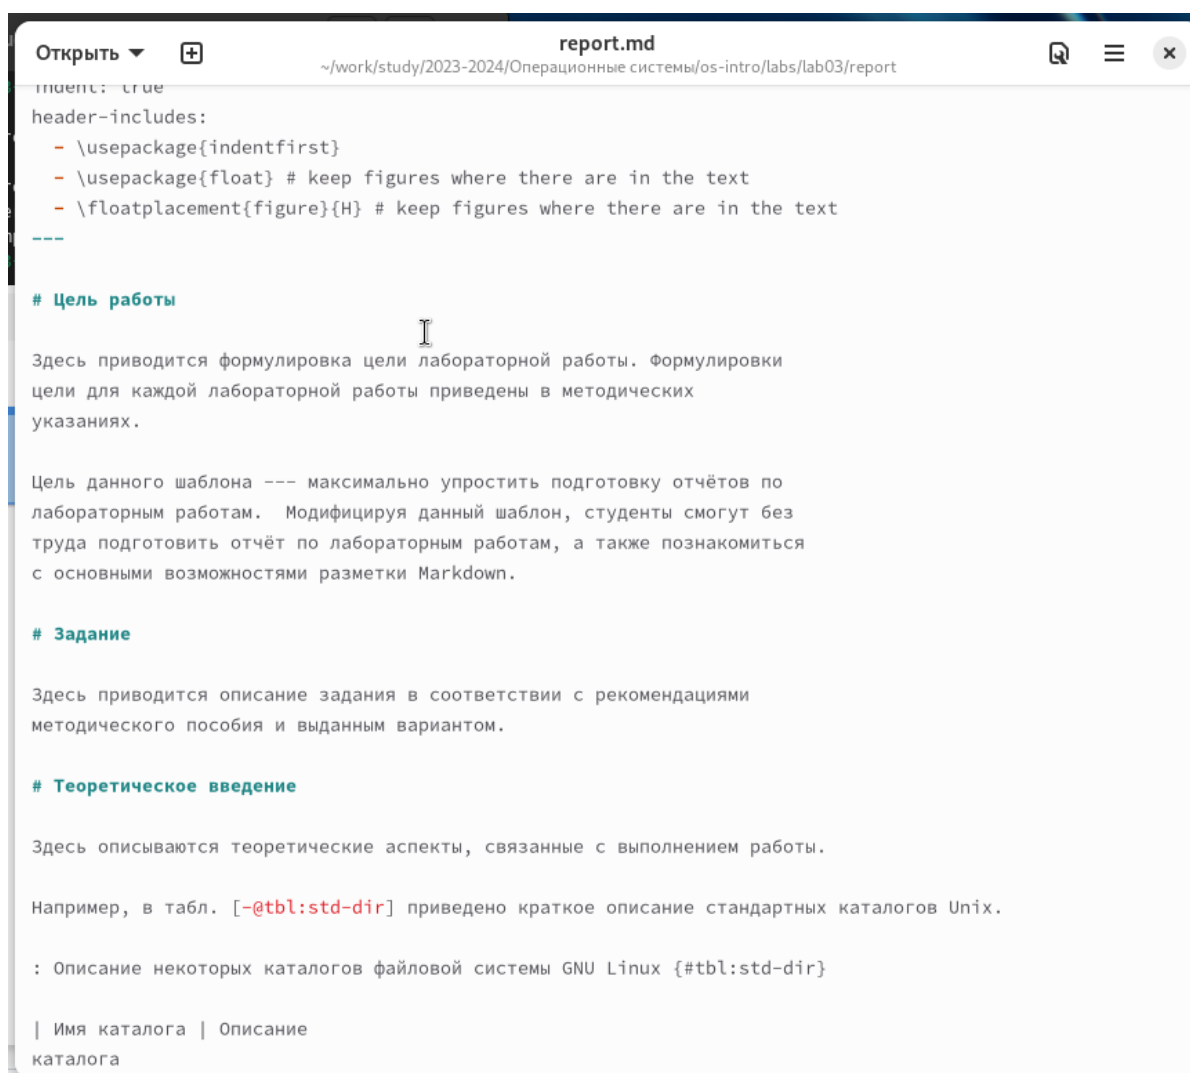 Открыть
report.md
~/work/study/2023-2024/Операционные системы/os-intro/labs/lab03/report
indent: true
header-includes:
- \usepackage{indentfirst}
- \usepackage{float} # keep figures where there are in the text
- \floatplacement{figure}{H} # keep figures where there are in the text
---
# Цель работы
Здесь приводится формулировка цели лабораторной работы. Формулировки
цели для каждой лабораторной работы приведены в методических
указаниях.
Цель данного шаблона --- максимально упростить подготовку отчётов по
лабораторным работам.  Модифицируя данный шаблон, студенты смогут без
труда подготовить отчёт по лабораторным работам, а также познакомиться
с основными возможностями разметки Markdown.
# Задание
Здесь приводится описание задания в соответствии с рекомендациями
методического пособия и выданным вариантом.
# Теоретическое введение
Здесь описываются теоретические аспекты, связанные с выполнением работы.
Например, в табл. [-@tbl:std-dir] приведено краткое описание стандартных каталогов Unix.
: Описание некоторых каталогов файловой системы GNU Linux {#tbl:std-dir}
| Имя каталога | Описание
каталога